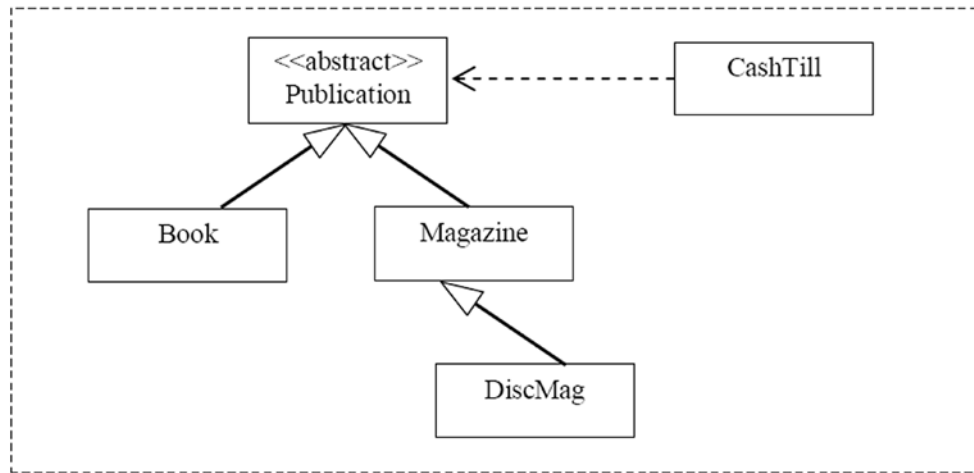 <<abstract>>
Publication
CashTill
Book
Magazine
DiscMag